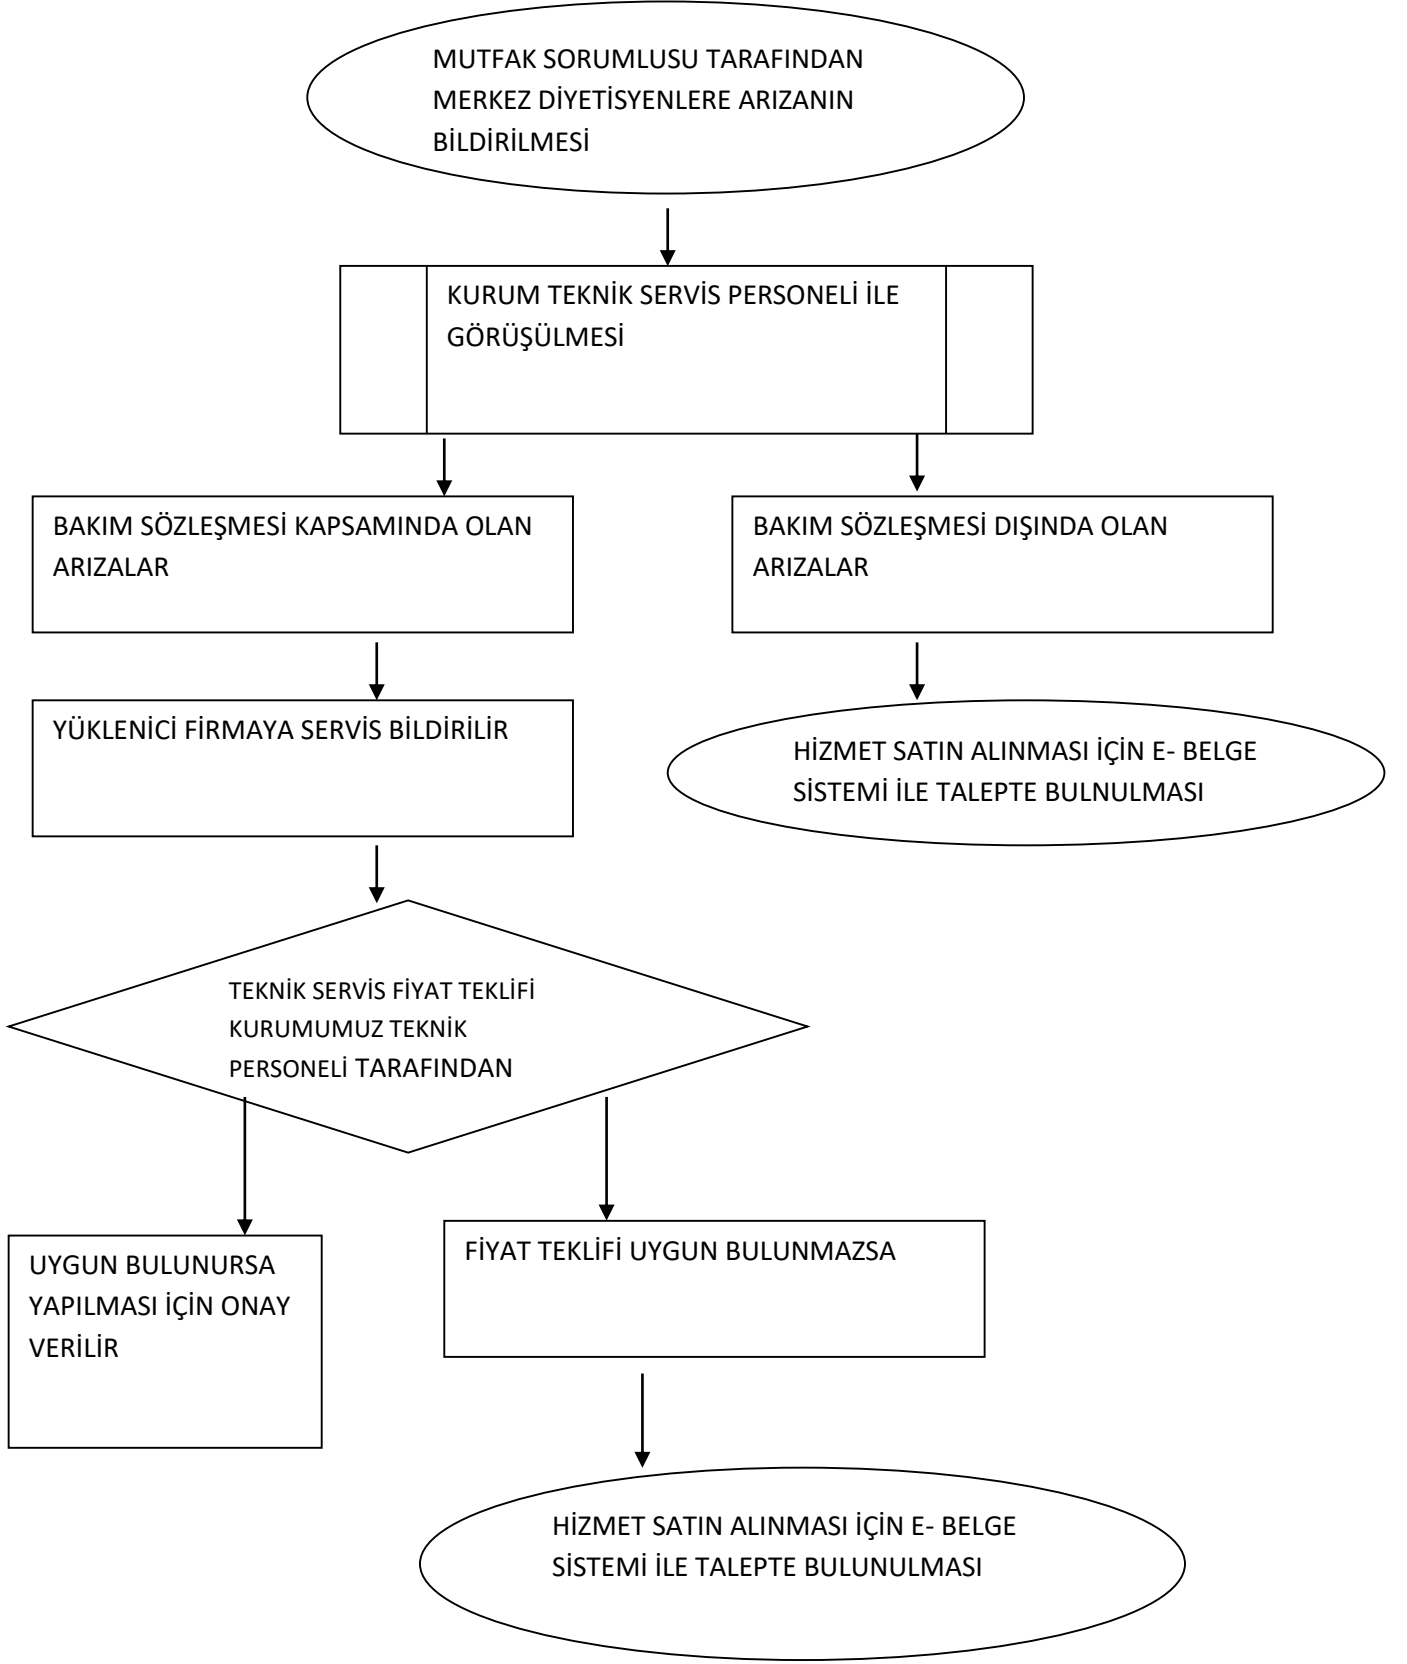 MUTFAK SORUMLUSU TARAFINDAN
MERKEZ DİYETİSYENLERE ARIZANIN
BİLDİRİLMESİ
KURUM TEKNİK SERVİS PERSONELİ İLE
GÖRÜŞÜLMESİ
BAKIM SÖZLEŞMESİ KAPSAMINDA OLAN
ARIZALAR
BAKIM SÖZLEŞMESİ DIŞINDA OLAN
ARIZALAR
YÜKLENİCİ FİRMAYA SERVİS BİLDİRİLİR
HİZMET SATIN ALINMASI İÇİN E- BELGE
SİSTEMİ İLE TALEPTE BULNULMASI
TEKNİK SERVİS FİYAT TEKLİFİ
KURUMUMUZ TEKNİK
PERSONELİ TARAFINDAN
UYGUN BULUNURSA
YAPILMASI İÇİN ONAY
VERİLİR
FİYAT TEKLİFİ UYGUN BULUNMAZSA
HİZMET SATIN ALINMASI İÇİN E- BELGE
SİSTEMİ İLE TALEPTE BULUNULMASI